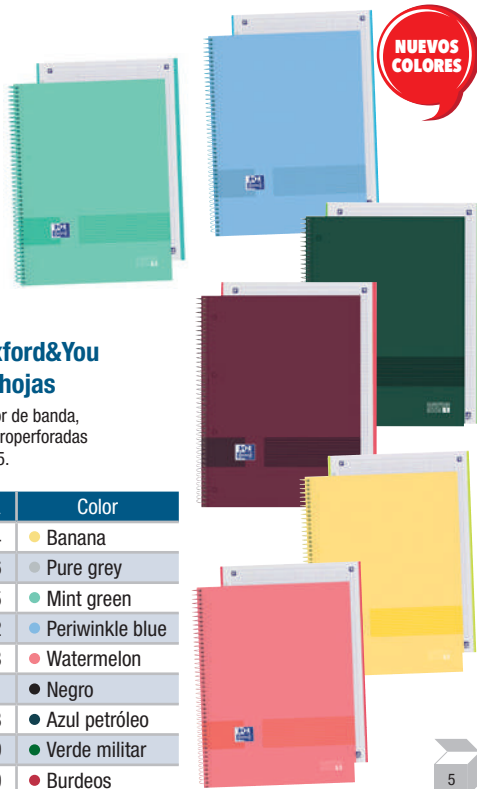 NUEVOS
COLORES
xford&You
hojas
or de banda,
roperforadas
5.
Color
Banana
Pure grey
Mint green
Periwinkle blue
Watermelon
Negro
Azul petróleo
Verde militar
Burdeos
5